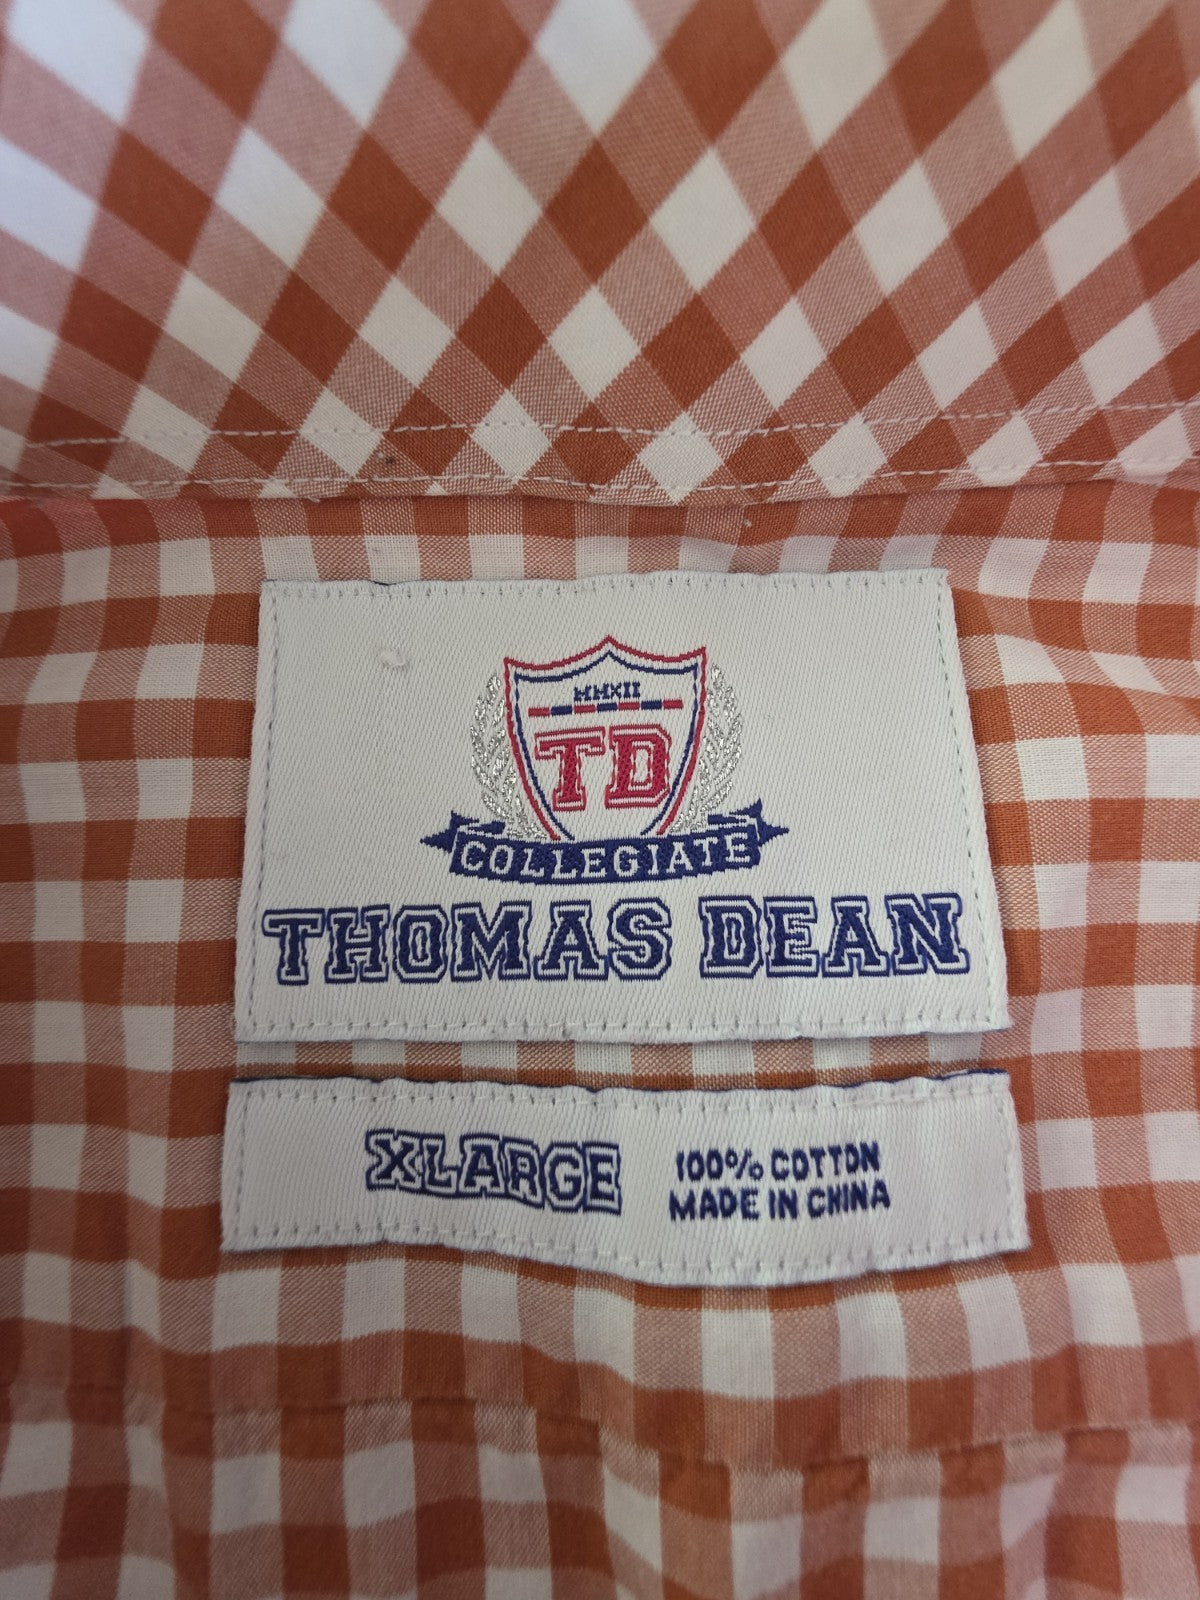 MMXII
TD
COLLEGIATE
THOMAS DEAN
XLARGE
100% COTTON
MADE IN CHINA